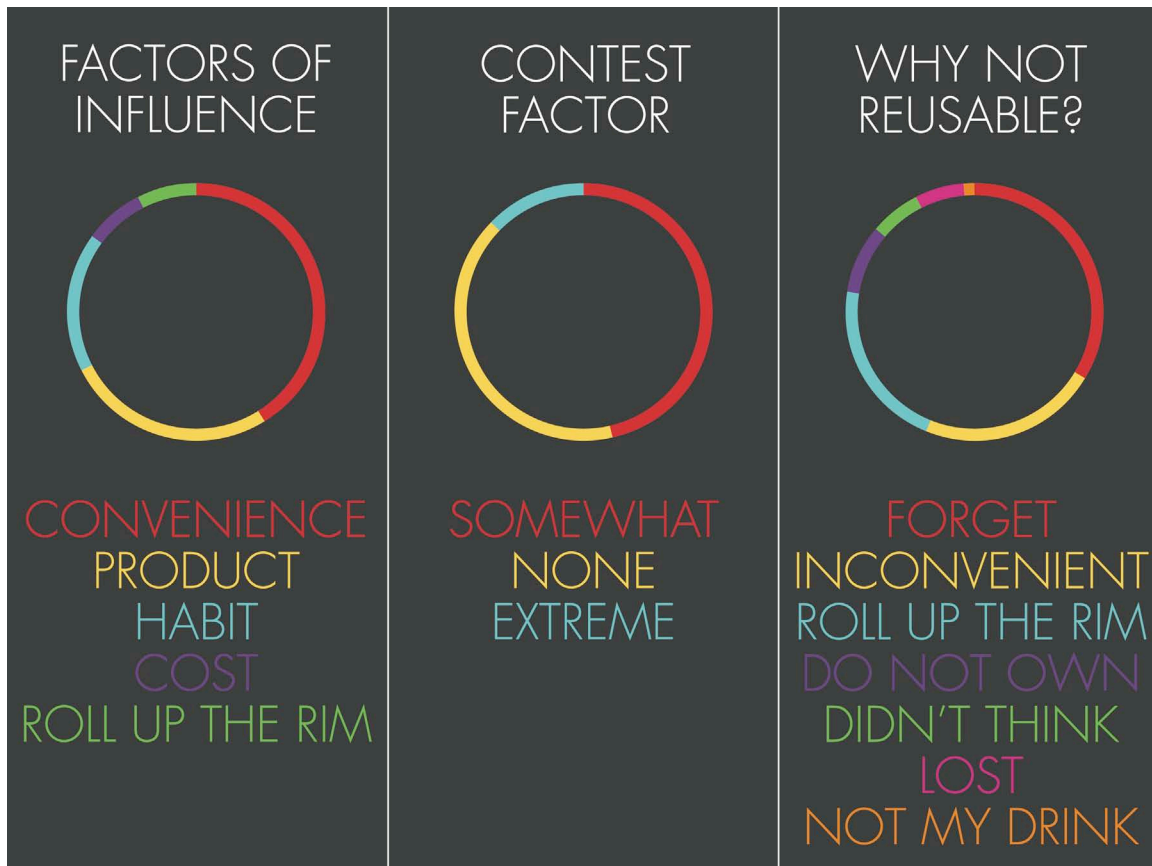 FACTORS OF
INFLUENCE
CONVENIENCE
PRODUCT
HABIT
COST
ROLL UP THE RIM
CONTEST
FACTOR
SOMEWHAT
NONE
EXTREME
WHY NOT
REUSABLE?
FORGET
INCONVENIENT
ROLL UP THE RIM
DO NOT OWN
DIDN'T THINK
LOST
NOT MY DRINK